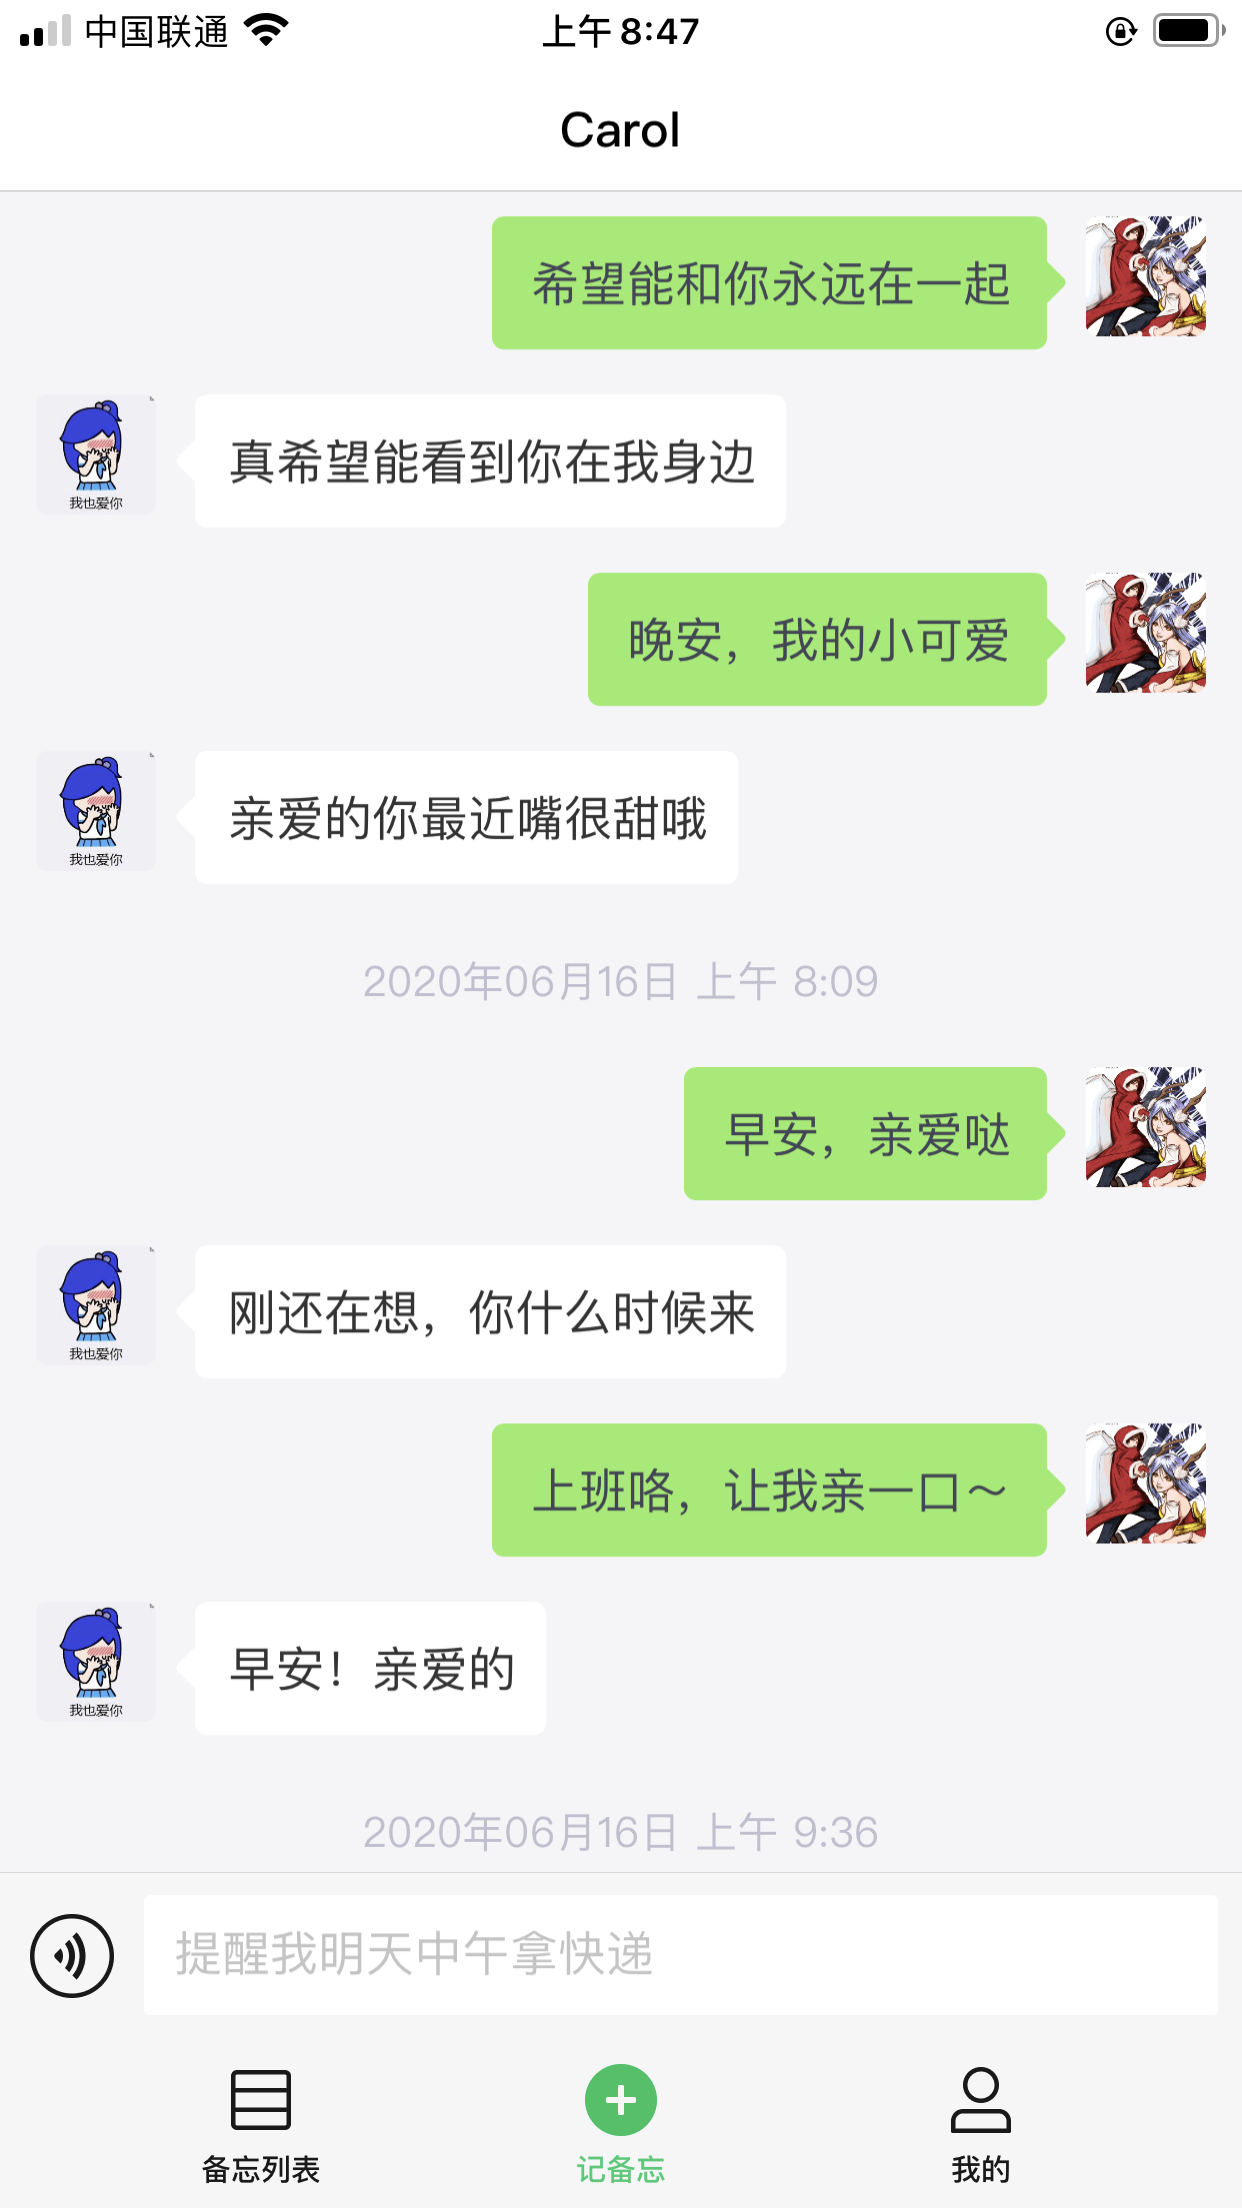 中国联通
上午 8:47
Carol
希望能和你永远在一起
真希望能看到你在我身边
我也爱你
晚安，我的小可爱
亲爱的你最近嘴很甜哦
我也爱你
2020年06月16日 上午 8:09
早安，亲爱哒
刚还在想，你什么时候来
我也爱你
上班咯，让我亲一口～
早安！亲爱的
我也爱你
2020年06月16日 上午 9:36
提醒我明天中午拿快递
备忘列表
记备忘
我的